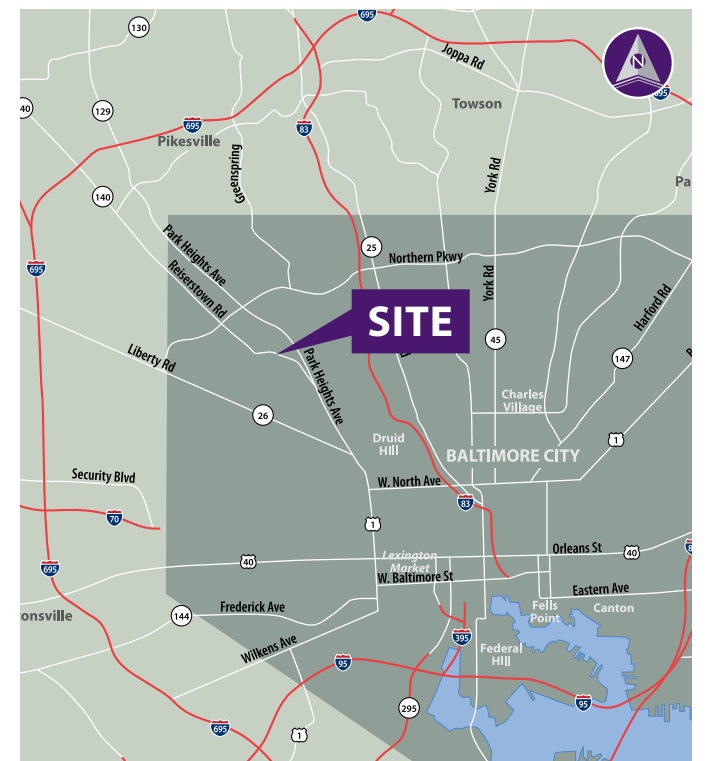 695
130
Joppa Rd
N
695
40
129
Towson
695
83
Pikesville
Greenspring
York Rd
Pa
140
Park Heights Ave
25
Northern Pkwy
695
Reiserstown Rd
York Rd
Harford Rd
SITE
45
Liberty Rd
Park Heights Ave
147
26
Charles
Village
1
Druid
Hill
BALTIMORE CITY
Security Blvd
W. North Ave
70
83
1
Orleans St
40
40
Lexington
Market
695
W. Baltimore St
Eastern Ave
Frederick Ave
Fells
Point
Canton
onsville
144
395
Wilkens Ave
Federal
Hill
95
295
95
695
1